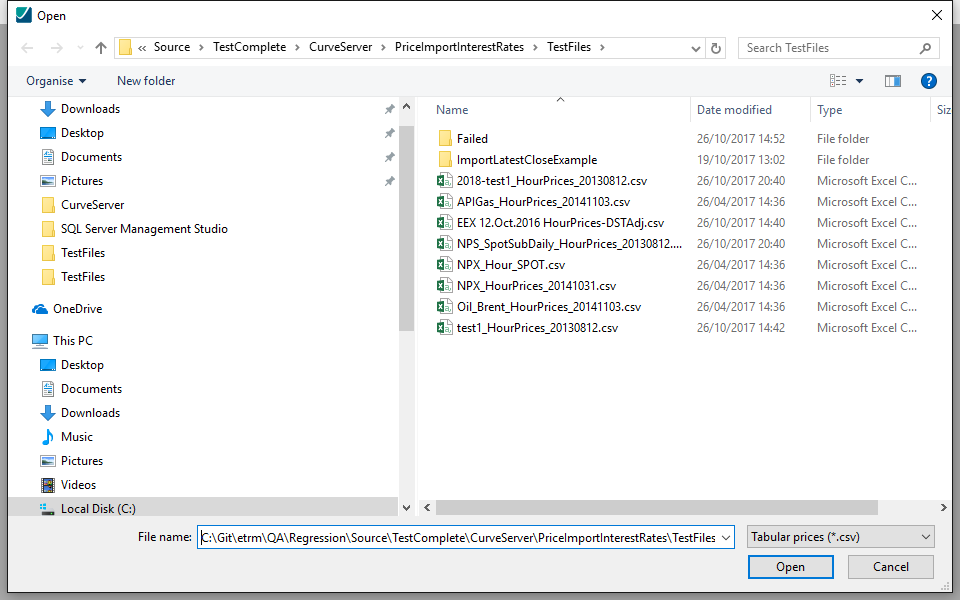 Open
« Source > TestComplete > CurveServer > PriceImportInterestRates > TestFiles >
Search TestFiles
Organise
New folder
?
Downloads
Desktop
Documents
Pictures
CurveServer
SQL Server Management Studio
TestFiles
TestFiles
OneDrive
This PC
Desktop
Documents
Downloads
Music
Pictures
Videos
Local Disk (C:)
Name Date modified Type Siz
Failed 26/10/2017 14:52 File folder
ImportLatestCloseExample 19/10/2017 13:02 File folder
2018-test1_HourPrices_20130812.csv 26/10/2017 20:40 Microsoft Excel C...
APIGas_HourPrices_20141103.csv 26/04/2017 14:36 Microsoft Excel C...
EEX 12.Oct.2016 HourPrices-DSTAdj.csv 26/10/2017 14:40 Microsoft Excel C...
NPS_SpotSubDaily_HourPrices_20130812.... 26/10/2017 20:40 Microsoft Excel C...
NPX_Hour_SPOT.csv 26/04/2017 14:36 Microsoft Excel C...
NPX_HourPrices_20141031.csv 26/04/2017 14:36 Microsoft Excel C...
Oil_Brent_HourPrices_20141103.csv 26/04/2017 14:36 Microsoft Excel C...
test1_HourPrices_20130812.csv 26/10/2017 14:42 Microsoft Excel C...
File name: C:\Git\etrm\QA\Regression\Source\TestComplete\CurveServer\PriceImportInterestRates\TestFiles
Tabular prices (*.csv)
Open
Cancel